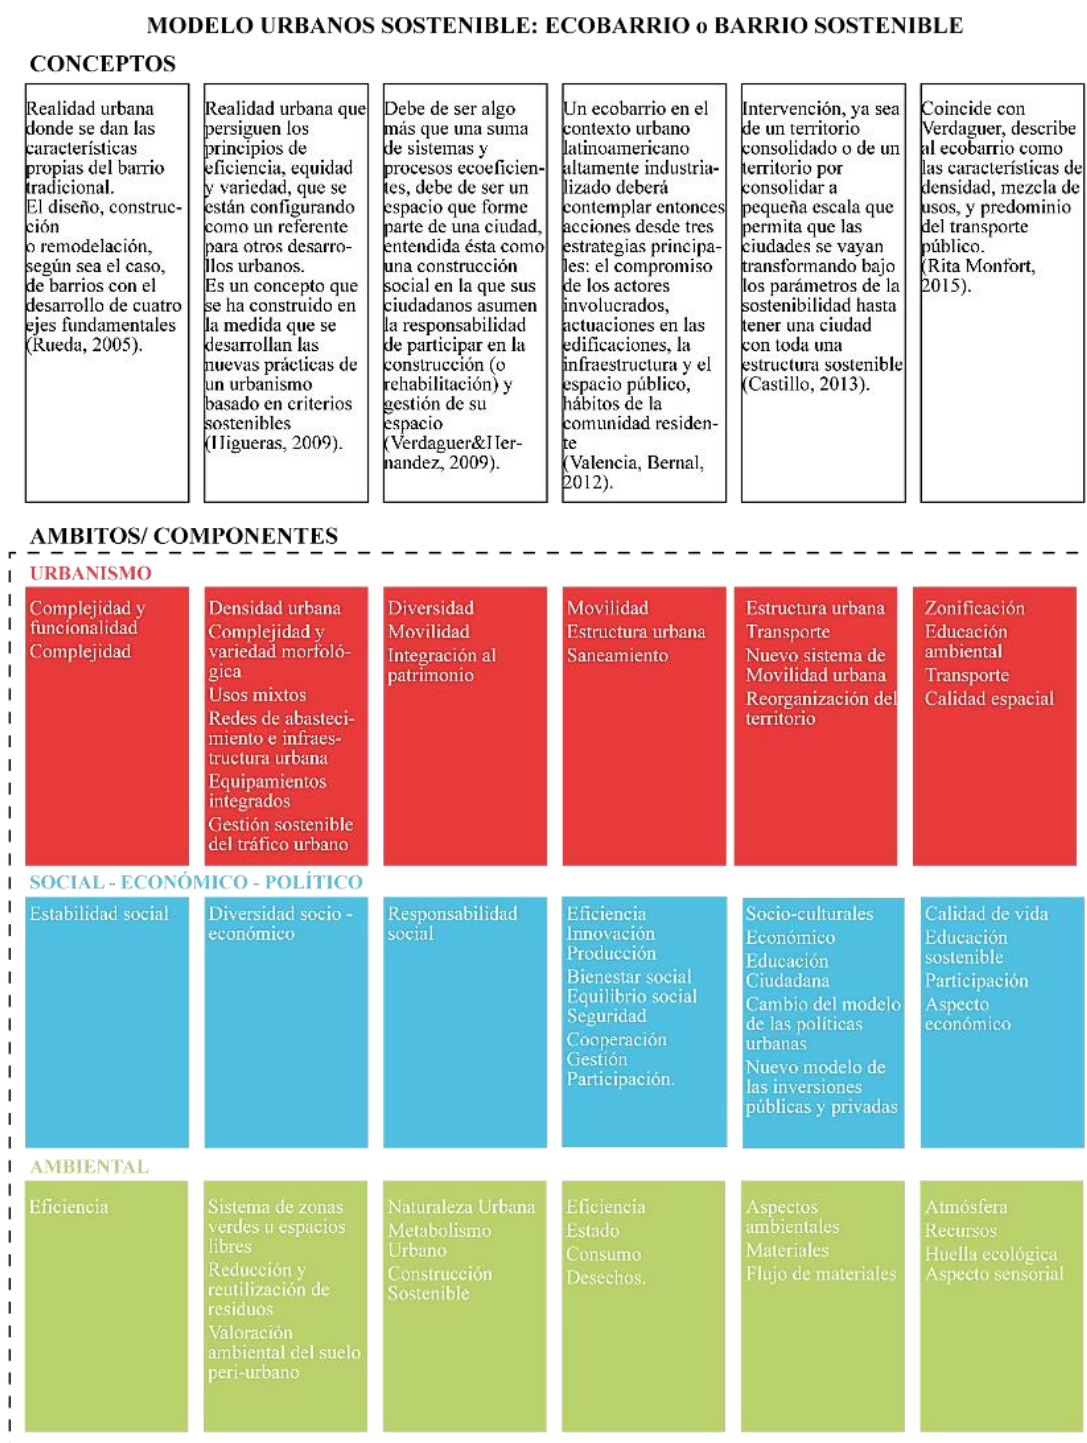 MODELO URBANOS SOSTENIBLE: ECOBARRIO o BARRIO SOSTENIBLE
CONCEPTOS
Realidad urbana
donde se dan las
características
propias del barrio
tradicional.
El diseño, construc-
ción
o remodelación,
según sea el caso,
de barrios con el
desarrollo de cuatro
ejes fundamentales
(Rueda, 2005).
Realidad urbana que
persiguen los
principios de
eficiencia, equidad
y variedad, que se
están configurando
como un referente
para otros desarro-
llos urbanos.
Es un concepto que
se ha construido en
la medida que se
desarrollan las
nuevas prácticas de
un urbanismo
basado en criterios
sostenibles
(Higueras, 2009).
Debe de ser algo
más que una suma
de sistemas y
procesos ecoeficien-
tes, debe de ser un
espacio que forme
parte de una ciudad,
entendida ésta como
una construcción
social en la que sus
ciudadanos asumen
la responsabilidad
de participar en la
construcción (o
rehabilitación) y
gestión de su
espacio
(Verdaguer&Her-
nandez, 2009).
Un ecobarrio en el
contexto urbano
latinoamericano
altamente industria-
lizado deberá
contemplar entonces
acciones desde tres
estrategias principa-
les: el compromiso
de los actores
involucrados,
actuaciones en las
edificaciones, la
infraestructura y el
espacio público,
hábitos de la
comunidad residen-
te
(Valencia, Bernal,
2012).
Intervención, ya sea
de un territorio
consolidado o de un
territorio por
consolidar a
pequeña escala que
permita que las
ciudades se vayan
transformando bajo
los parámetros de la
sostenibilidad hasta
tener una ciudad
con toda una
estructura sostenible
(Castillo, 2013).
Coincide con
Verdaguer, describe
al ecobarrio como
las características de
densidad, mezcla de
usos, y predominio
del transporte
público.
(Rita Monfort,
2015).
AMBITOS/ COMPONENTES
URBANISMO
Complejidad y
funcionalidad
Complejidad
Densidad urbana
Complejidad y
variedad morfoló-
gica
Usos mixtos
Redes de abasteci-
miento e infraes-
tructura urbana
Equipamientos
integrados
Gestión sostenible
del tráfico urbano
Diversidad
Movilidad
Integración al
patrimonio
Movilidad
Estructura urbana
Saneamiento
Estructura urbana
Transporte
Nuevo sistema de
Movilidad urbana
Reorganización del
territorio
Zonificación
Educación
ambiental
Transporte
Calidad espacial
SOCIAL - ECONÓMICO - POLÍTICO
Estabilidad social
Diversidad socio -
económico
Responsabilidad
social
Eficiencia
Innovación
Producción
Bienestar social
Equilibrio social
Seguridad
Cooperación
Gestión
Participación.
Socio-culturales
Económico
Educación
Ciudadana
Cambio del modelo
de las políticas
urbanas
Nuevo modelo de
las inversiones
públicas y privadas
Calidad de vida
Educación
sostenible
Participación
Aspecto
económico
AMBIENTAL
Eficiencia
Sistema de zonas
verdes u espacios
libres
Reducción y
reutilización de
residuos
Valoración
ambiental del suelo
peri-urbano
Naturaleza Urbana
Metabolismo
Urbano
Construcción
Sostenible
Eficiencia
Estado
Consumo
Desechos.
Aspectos
ambientales
Materiales
Flujo de materiales
Atmósfera
Recursos
Huella ecológica
Aspecto sensorial